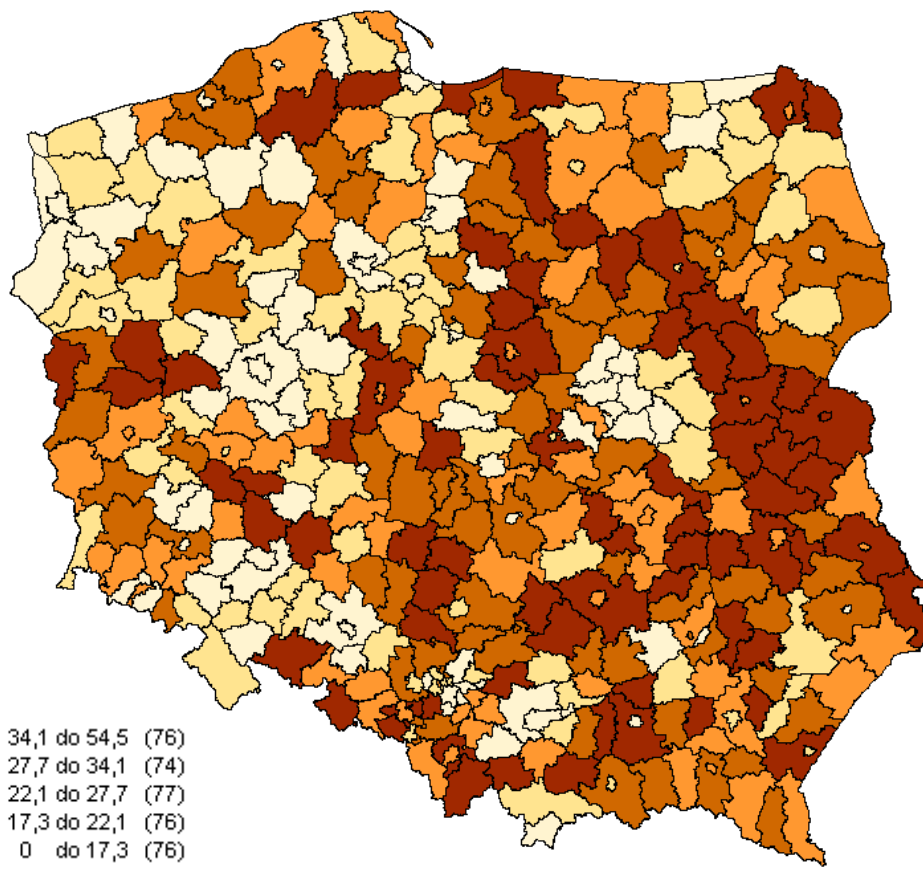 34,1 do 54,5 (76)
27,7 do 34,1 (74)
22,1 do 27,7 (77)
17,3 do 22,1 (76)
0 do 17,3 (76)